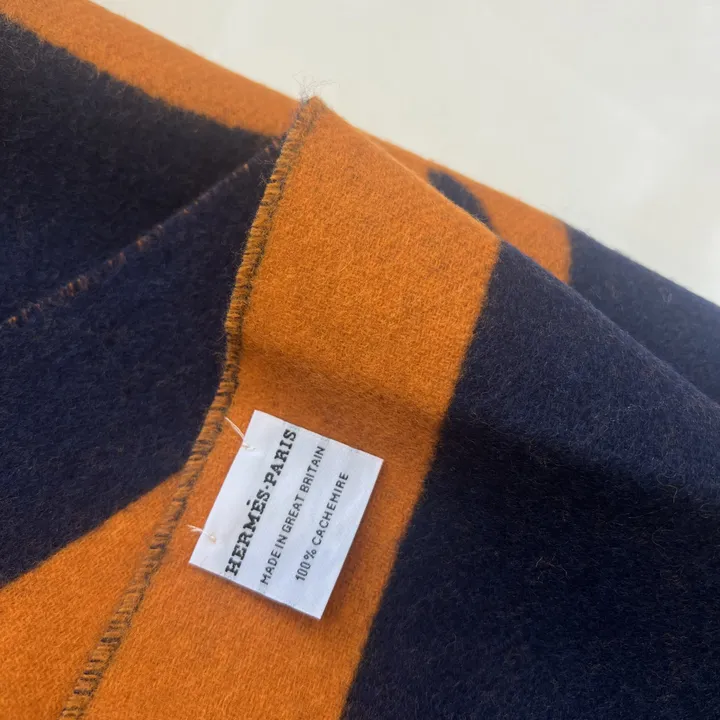 HERMÈS-PARIS
MADE IN GREAT BRITAIN
100% CACHEMIRE